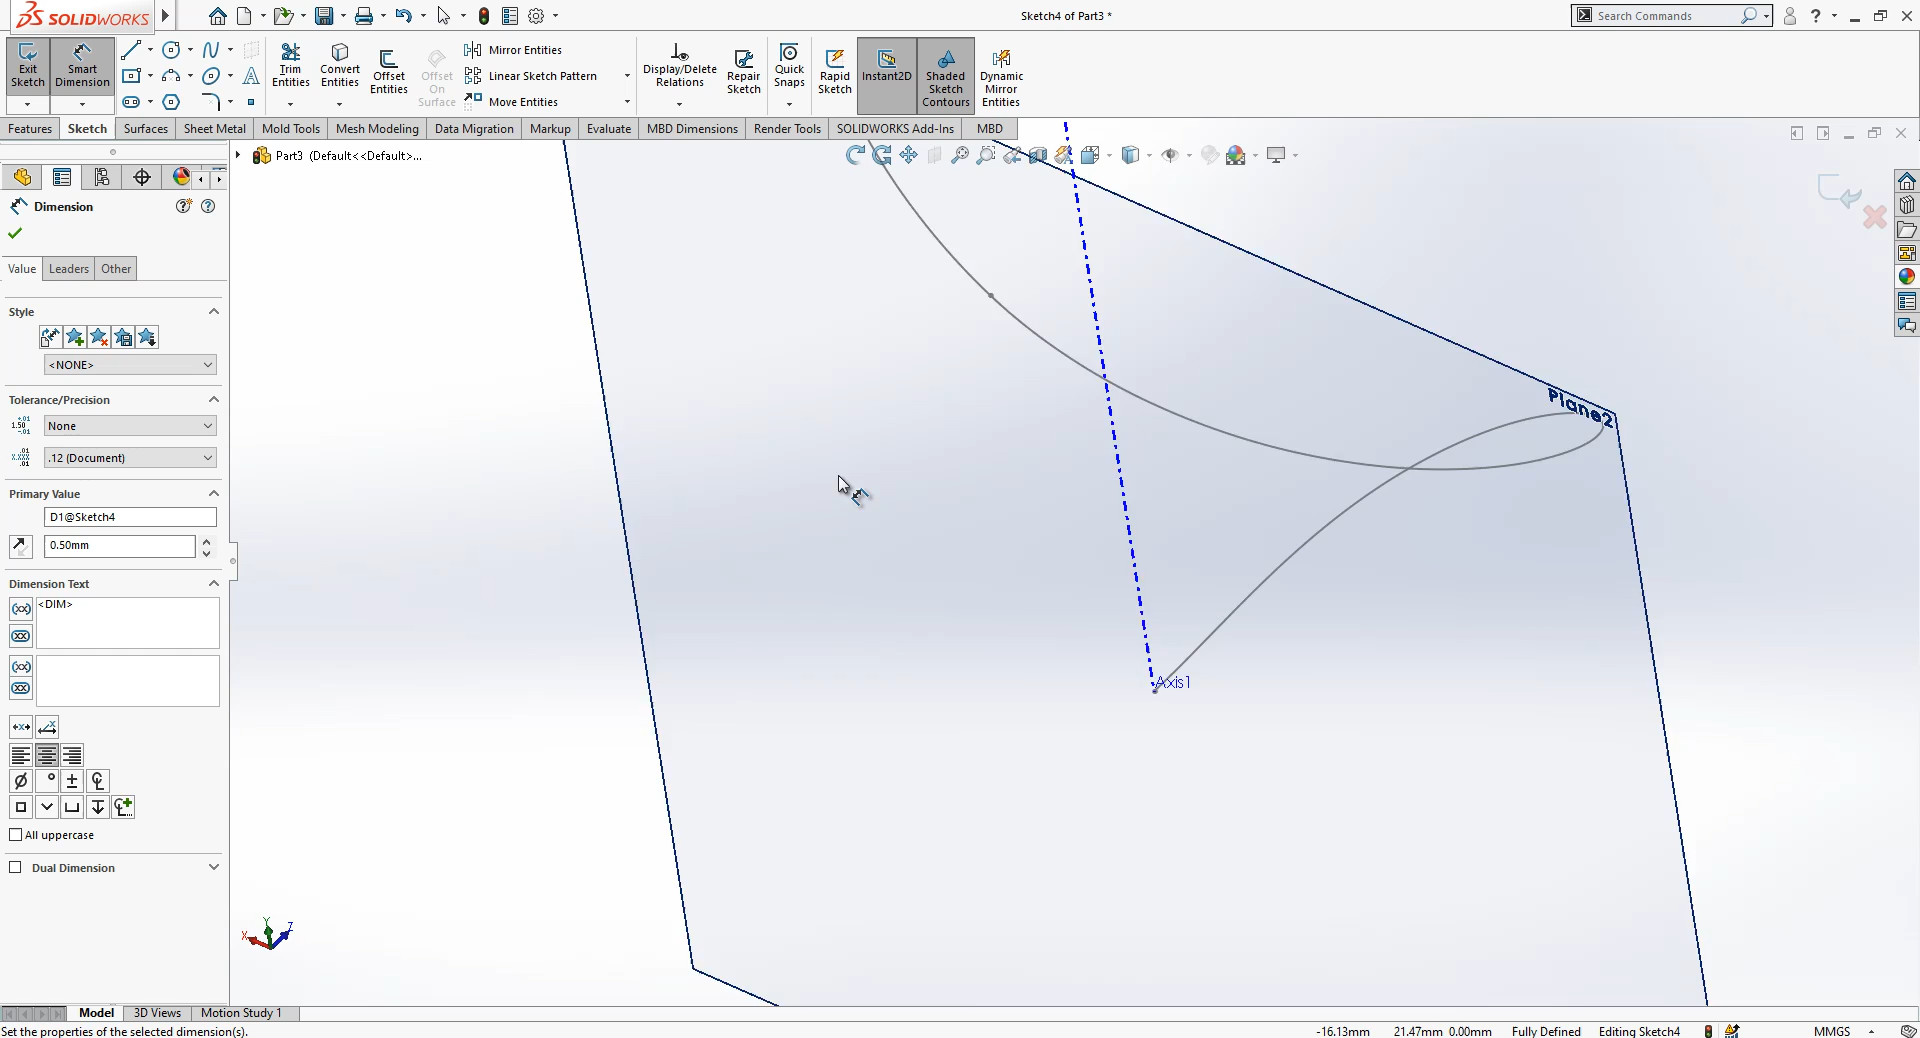 SOLIDWORKS
Sketch4 of Part3 *
Search Commands
Exit Sketch
Smart Dimension
Trim Entities
Convert Entities
Offset Entities
Offset On Surface
Mirror Entities
Linear Sketch Pattern
Move Entities
Display/Delete Relations
Repair Sketch
Quick Snaps
Rapid Sketch
Instant2D
Shaded Sketch Contours
Dynamic Mirror Entities
Features
Sketch
Surfaces
Sheet Metal
Mold Tools
Mesh Modeling
Data Migration
Markup
Evaluate
MBD Dimensions
Render Tools
SOLIDWORKS Add-Ins
MBD
Part3 (Default<<Default>...
Dimension
Value
Leaders
Other
Style
<NONE>
Tolerance/Precision
None
.12 (Document)
Primary Value
D1@Sketch4
0.50mm
Dimension Text
<DIM>
All uppercase
Dual Dimension
Plane2
Axis1
Y
X
Z
Model
3D Views
Motion Study 1
Set the properties of the selected dimension(s).
-16.13mm
21.47mm 0.00mm
Fully Defined
Editing Sketch4
MMGS